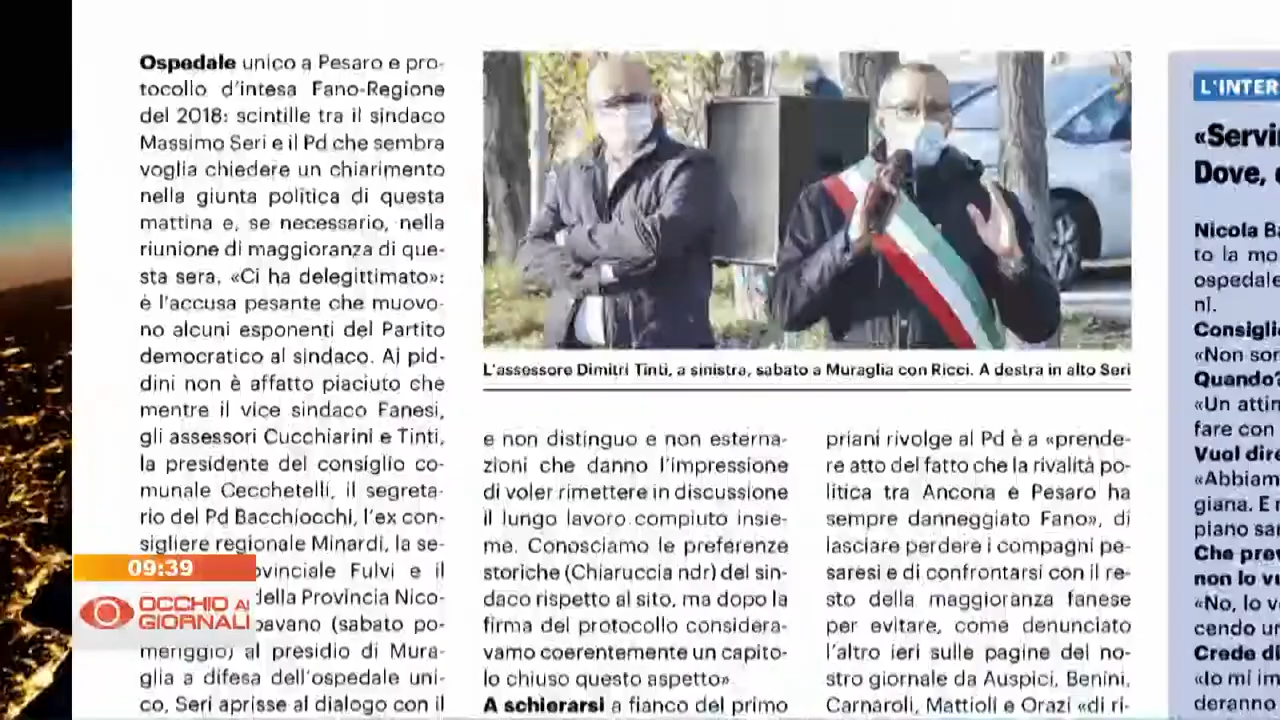 Ospedale unico a Pesaro e pro-
tocollo d'intesa Fano-Regione
del 2018: scintille tra il sindaco
Massimo Seri e il Pd che sembra
voglia chiedere un chiarimento
nella giunta politica di questa
mattina e, se necessario, nella
riunione di maggioranza di que-
sta sera. «Ci ha delegittimato»:
è l'accusa pesante che muovo-
no alcuni esponenti del Partito
democratico al sindaco. Ai pid-
dini non è affatto piaciuto che
mentre il vice sindaco Fanesi,
gli assessori Cucchiarini e Tinti,
la presidente del consiglio co-
munale Cecchetelli, il segreta-
rio del Pd Bacchiocchi, l'ex con-
sigliere regionale Minardi, la se-
ovinciale Fulvi e il
della Provincia Nico-
pavano (sabato po-
meriggio) al presidio di Mura-
glia a difesa dell'ospedale uni-
co, Seri aprisse al dialogo con il
L'assessore Dimitri Tinti, a sinistra, sabato a Muraglia con Ricci. A destra in alto Seri
e non distinguo e non esterna-
zioni che danno l'impressione
di voler rimettere in discussione
il lungo lavoro compiuto insie-
me. Conosciamo le preferenze
storiche (Chiaruccia ndr) del sin-
daco rispetto al sito, ma dopo la
firma del protocollo considera-
vamo coerentemente un capito-
lo chiuso questo aspetto».
A schierarsi a fianco del primo
priani rivolge al Pd è a «prende-
re atto del fatto che la rivalità po-
litica tra Ancona e Pesaro ha
sempre danneggiato Fano», di
lasciare perdere i compagni pe-
saresi e di confrontarsi con il re-
sto della maggioranza fanese
per evitare, come denunciato
l'altro ieri sulle pagine del no-
stro giornale da Auspici, Benini,
Carnaroli, Mattioli e Orazi «di ri-
L'INTER
«Servi
Dove,
Nicola Ba
to la mo
ospedale
ni).
Consiglie
«Non son
Quando?
«Un attin
fare con
Vuol dire
«Abbiam
giana. E
piano sa
Che prev
non lo v
«No, lo v
cendo un
Crede di
«Io mi im
deranno
09:39
OCCHIO AI
GIORNALI